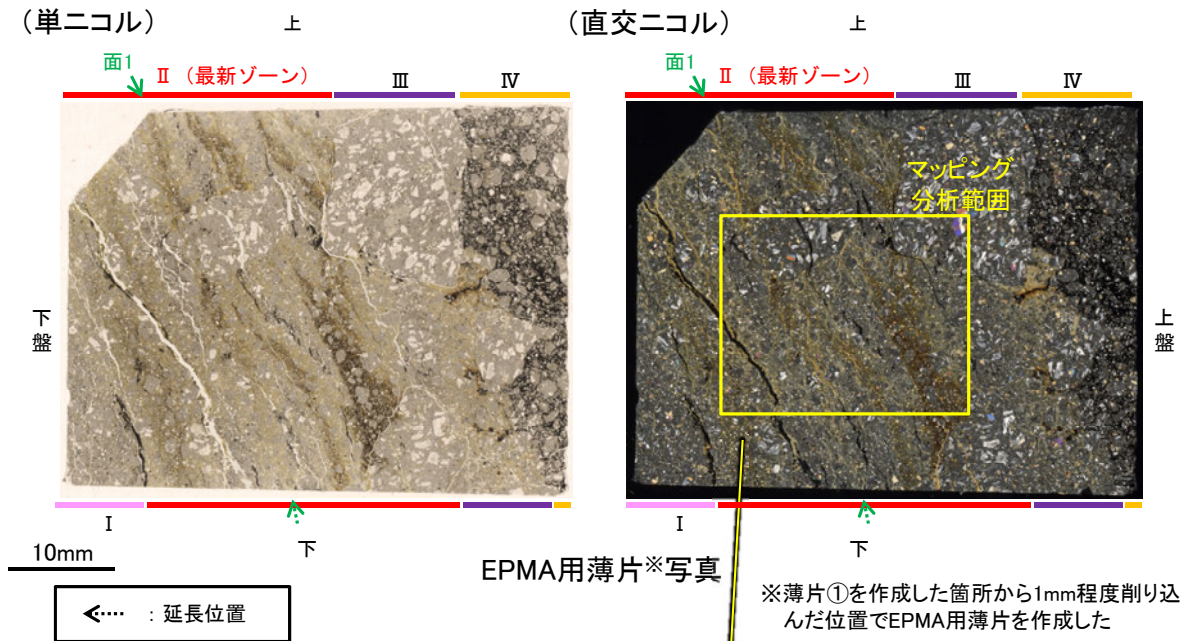 （単ニコル）
上
面1
Ⅱ（最新ゾーン）
Ⅲ
Ⅳ
下盤
Ⅰ
下
10mm
：延長位置
（直交ニコル）
上
面1
Ⅱ（最新ゾーン）
Ⅲ
Ⅳ
マッピング
分析範囲
上盤
Ⅰ
下
EPMA用薄片※写真
※薄片①を作成した箇所から1mm程度削り込
んだ位置でEPMA用薄片を作成した